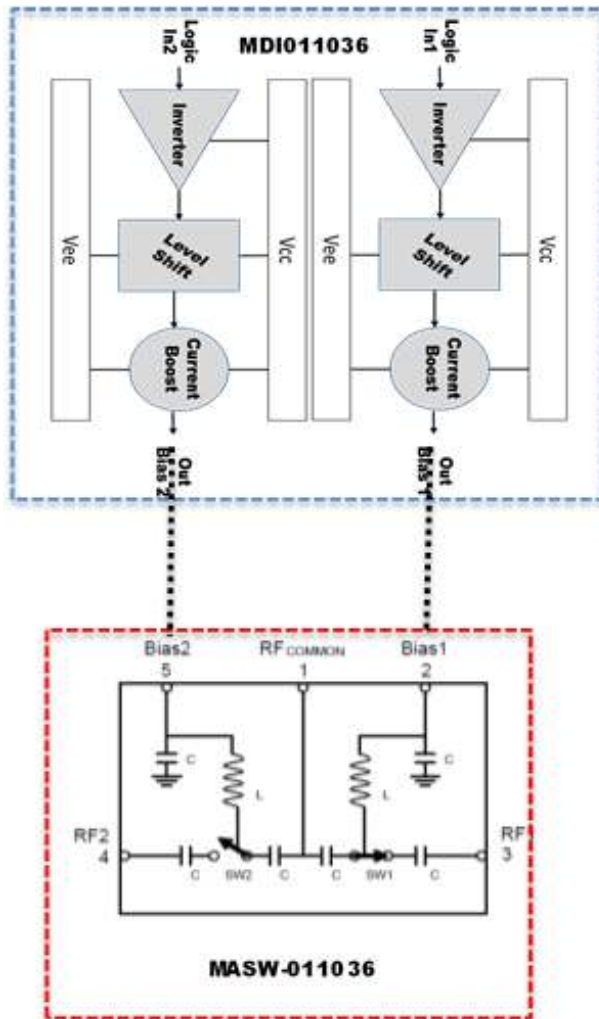 MDI011036
Logic
In2
Logic
In1
Inverter
Inverter
Vee
Level
Shift
Vcc
Vee
Level
Shift
Vcc
Current
Boost
Current
Boost
Out
Bias 2
Out
Bias 1
Bias2
5
RFCOMMON
1
Bias1
2
C
L
L
C
RF2
4
C
SW2
C
C
SW1
C
RF
3
MASW-011036